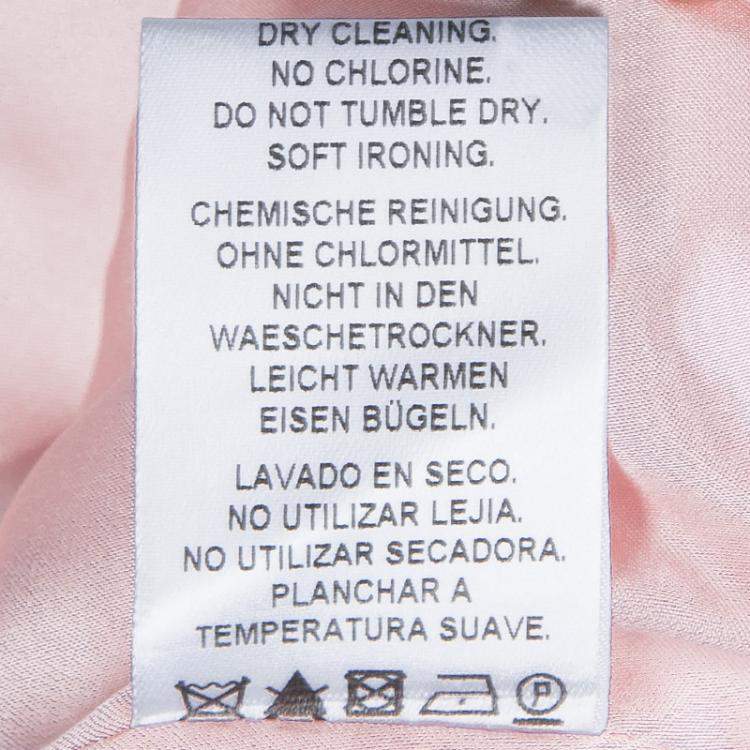 DRY CLEANING.
NO CHLORINE.
DO NOT TUMBLE DRY.
SOFT IRONING.
CHEMISCHE REINIGUNG.
OHNE CHLORMITTEL.
NICHT IN DEN
WAESCHETROCKNER.
LEICHT WARMEN
EISEN BÜGELN.
LAVADO EN SECO.
NO UTILIZAR LEJIA.
NO UTILIZAR SECADORA.
PLANCHAR A
TEMPERATURA SUAVE.
P